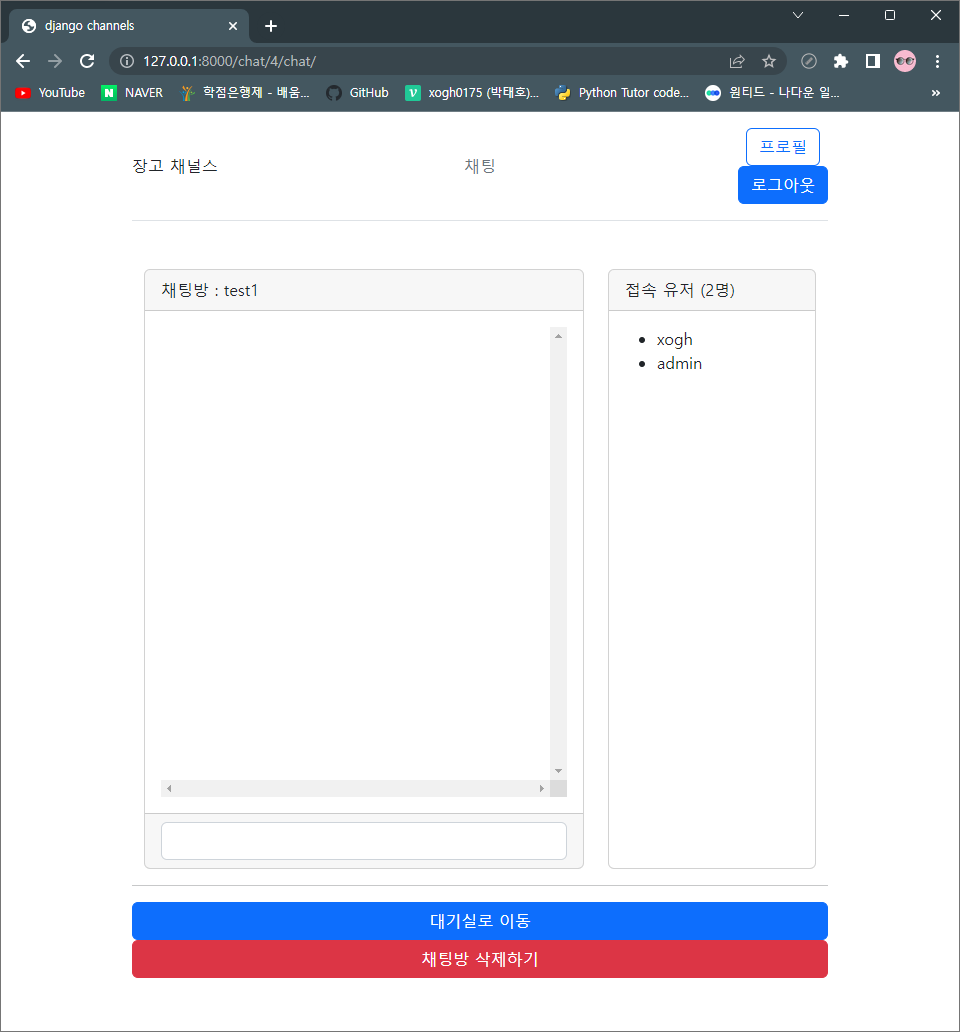 django channels
127.0.0.1:8000/chat/4/chat/
YouTube NAVER 학점은행제 - 배움... GitHub xogh0175 (박태호)... Python Tutor code... 원티드 - 나다운 일... »
프로필
장고 채널스 채팅
로그아웃
채팅방 : test1 접속 유저 (2명)
xogh
admin
대기실로 이동
채팅방 삭제하기